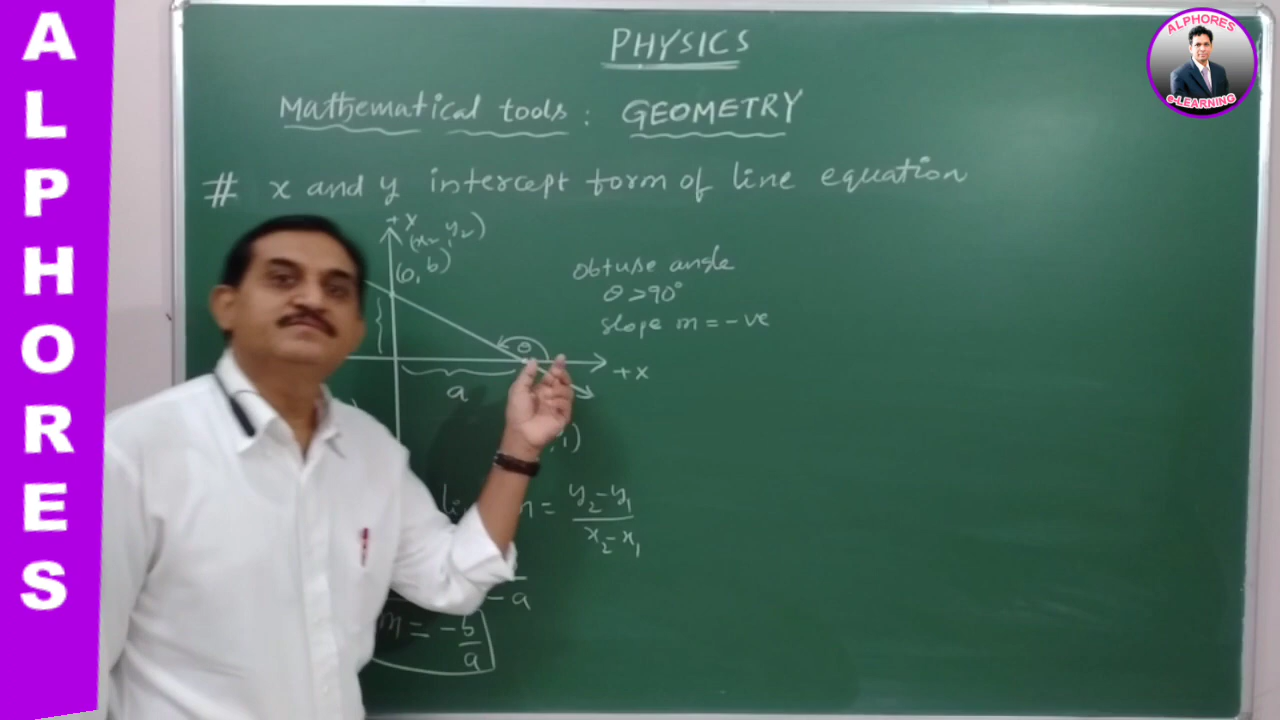 ALPHORES
ALPHORES
e-LEARNING
PHYSICS
Mathematical tools : GEOMETRY
# x and y intercept form of line equation
+Y
(x₂, y₂)
(0, b)
obtuse angle
θ > 90°
slope m = -ve
θ
+x
a
, 1)
m = y₂-y₁
x₂-x₁
- a
m = - b
a